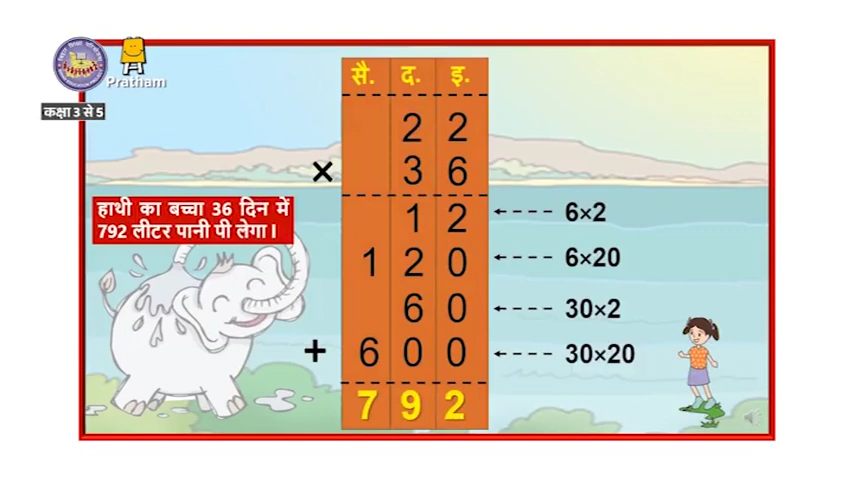 Pratham
कक्षा 3 से 5
सै. द. इ.
2 2
× 3 6
हाथी का बच्चा 36 दिन में
792 लीटर पानी पी लेगा।
1 2 6×2
1 2 0 6×20
6 0 30×2
+ 6 0 0 30×20
7 9 2